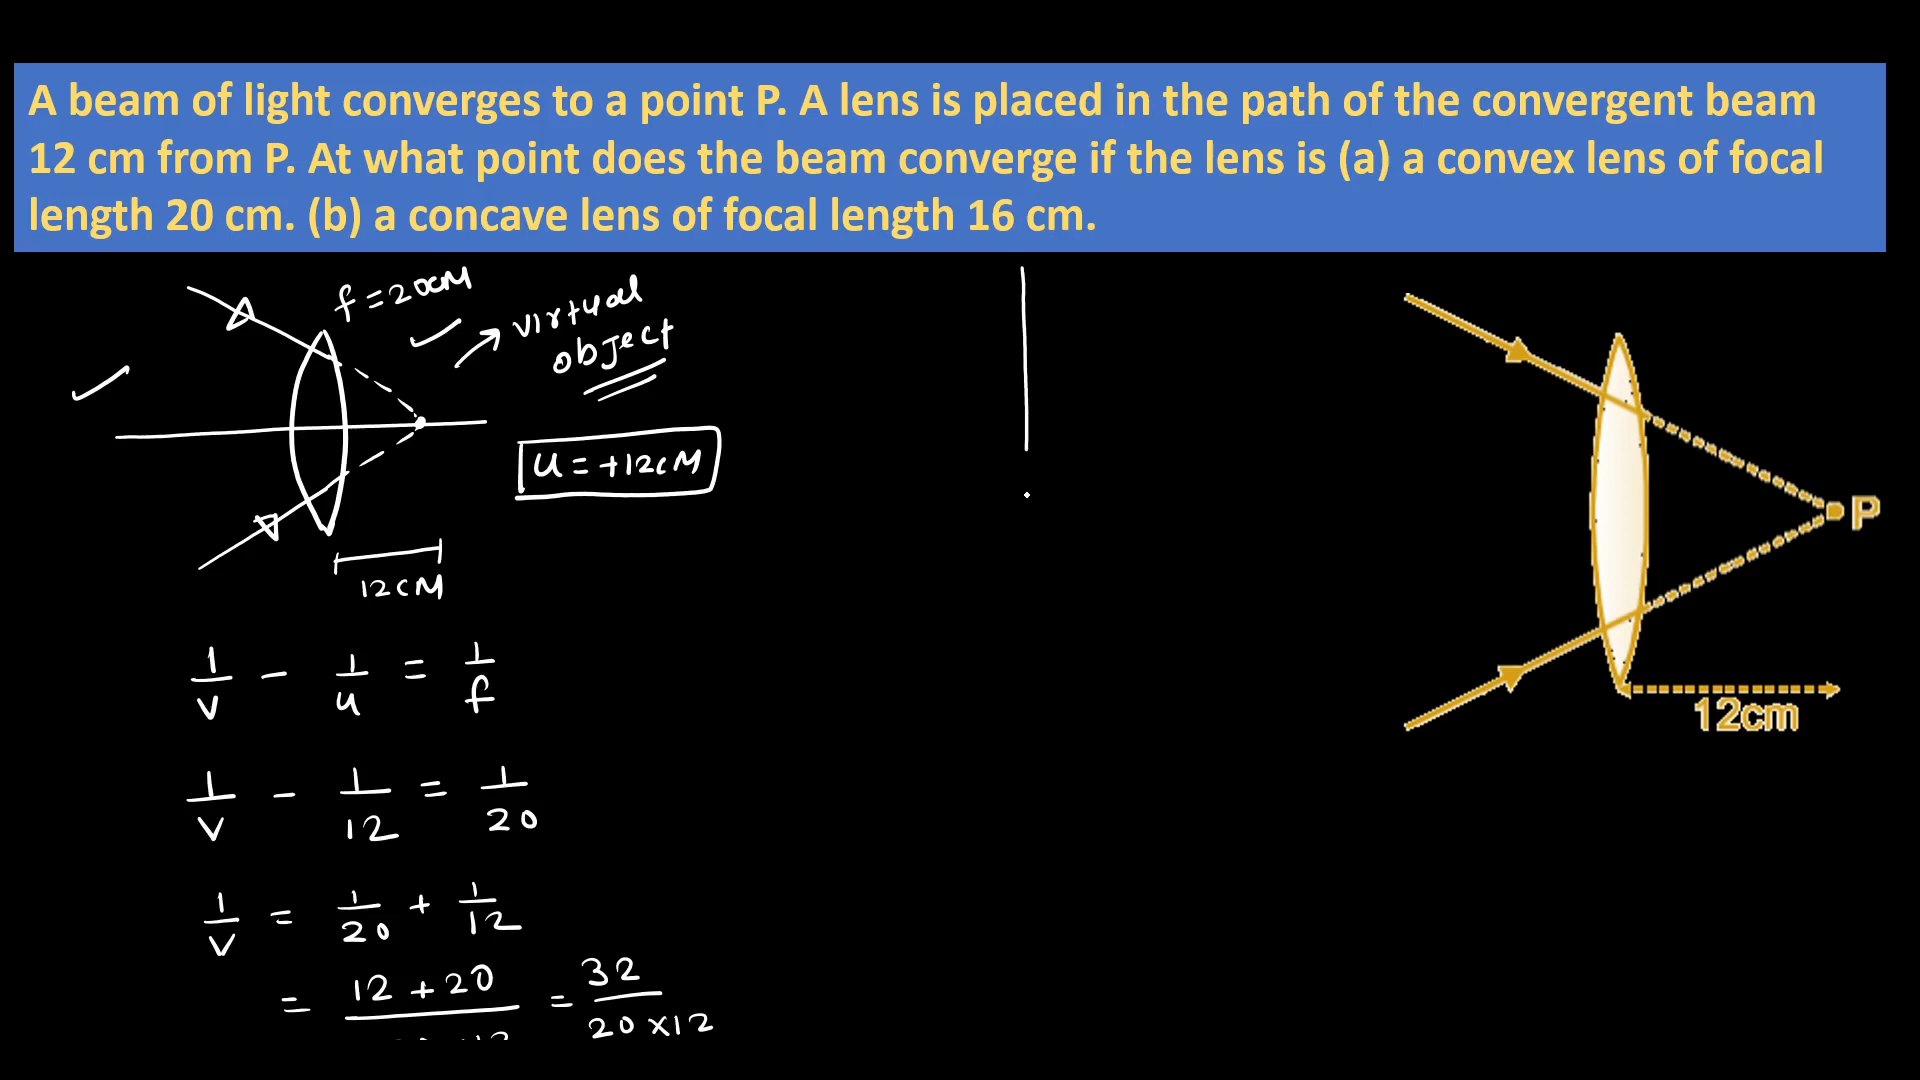 A beam of light converges to a point P. A lens is placed in the path of the convergent beam
12 cm from P. At what point does the beam converge if the lens is (a) a convex lens of focal
length 20 cm. (b) a concave lens of focal length 16 cm.
f = 20cM
virtual
object
u = +12cM
12cM
P
12cm
1/v - 1/u = 1/f
1/v - 1/12 = 1/20
1/v = 1/20 + 1/12
= 12 + 20 = 32/20 x12